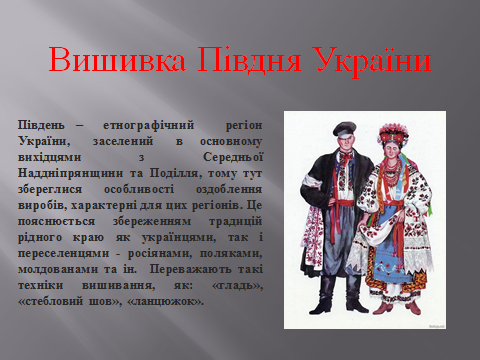 Вишивка Півдня України
Південь – етнографічний регіон
України, заселений в основному
вихідцями з Середньої
Наддніпрянщини та Поділля, тому тут
збереглися особливості оздоблення
виробів, характерні для цих регіонів. Це
пояснюється збереженням традицій
рідного краю як українцями, так і
переселенцями - росіянами, поляками,
молдованами та ін. Переважають такі
техніки вишивання, як: «гладь»,
«стебловий шов», «ланцюжок».